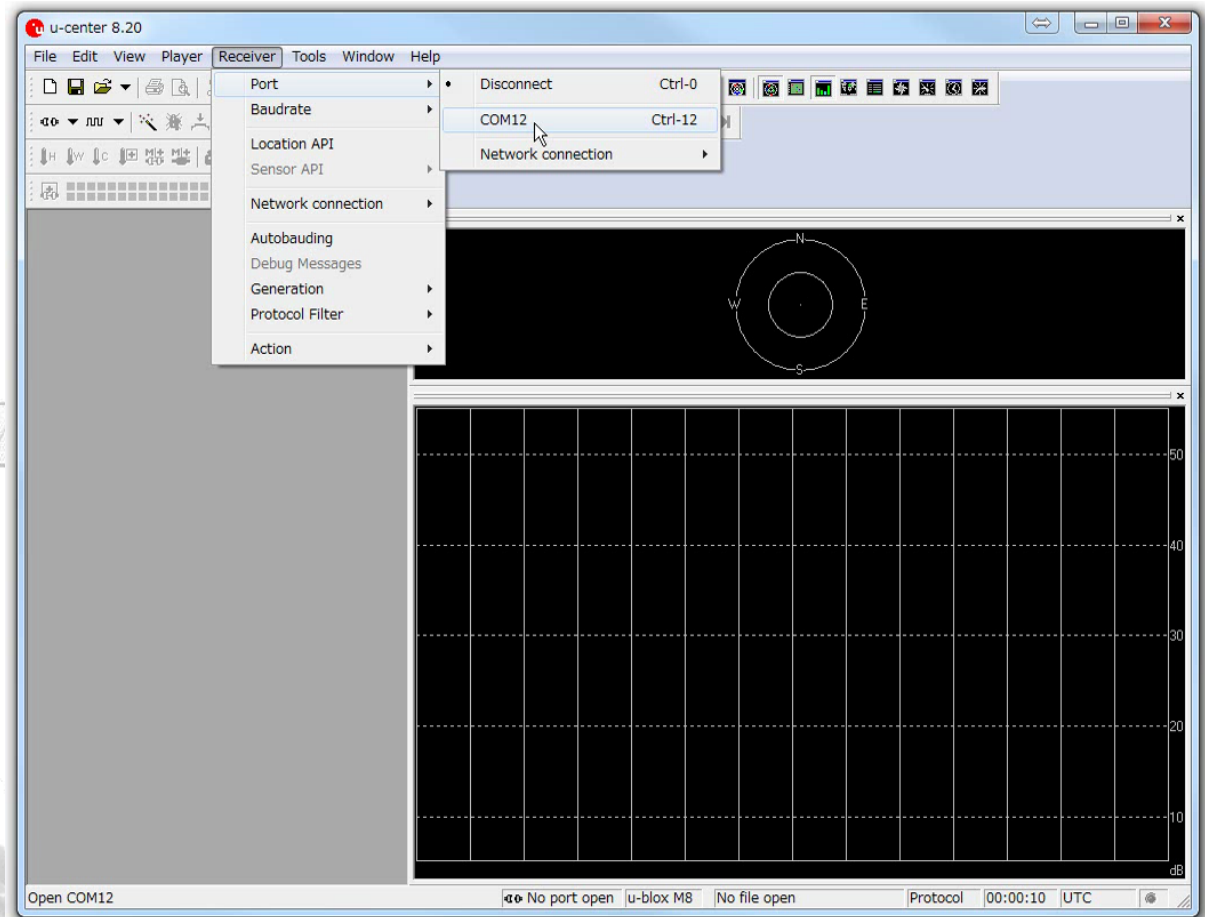 u-center 8.20
File Edit View Player Receiver Tools Window Help
Port
Baudrate
Location API
Sensor API
Network connection
Autobauding
Debug Messages
Generation
Protocol Filter
Action
Disconnect Ctrl-0
COM12 Ctrl-12
Network connection
N
W E
S
50
40
30
20
10
dB
Open COM12 No port open u-blox M8 No file open Protocol 00:00:10 UTC